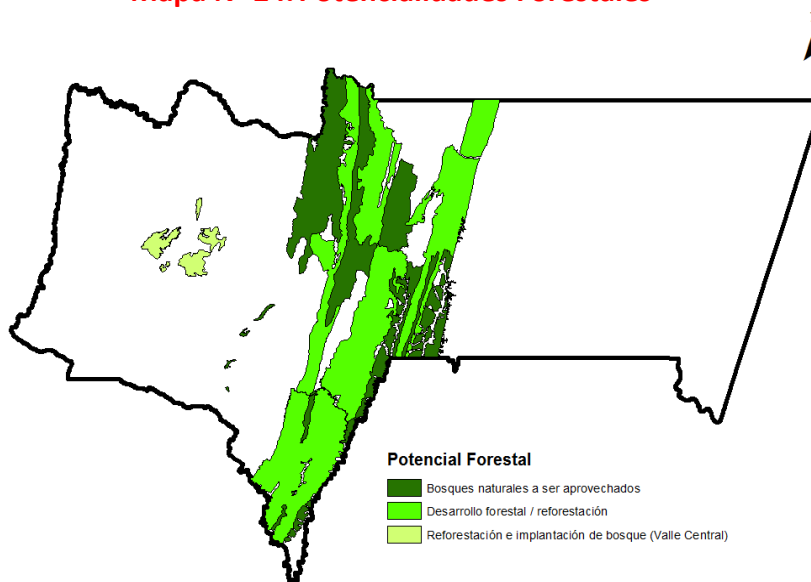 Potencial Forestal
Bosques naturales a ser aprovechados
Desarrollo forestal / reforestación
Reforestación e implantación de bosque (Valle Central)